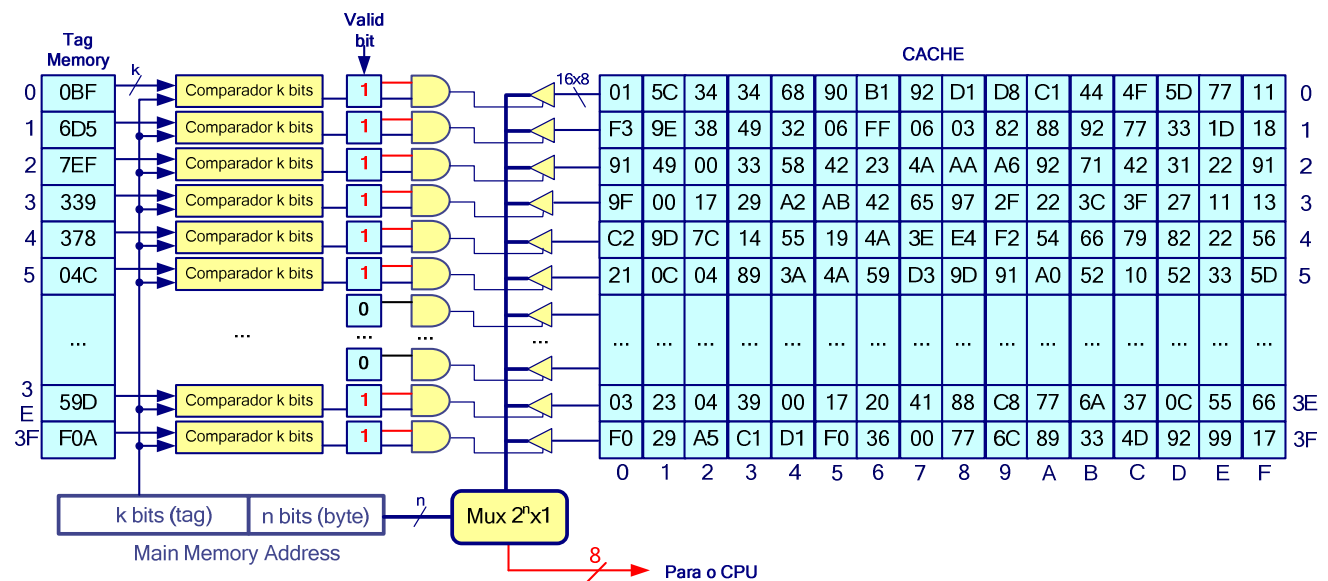 Tag
Memory
k
Valid
bit
16x8
CACHE
0 0BF Comparador k bits 1 01 5C 34 34 68 90 B1 92 D1 D8 C1 44 4F 5D 77 11 0
1 6D5 Comparador k bits 1 F3 9E 38 49 32 06 FF 06 03 82 88 92 77 33 1D 18 1
2 7EF Comparador k bits 1 91 49 00 33 58 42 23 4A AA A6 92 71 42 31 22 91 2
3 339 Comparador k bits 1 9F 00 17 29 A2 AB 42 65 97 2F 22 3C 3F 27 11 13 3
4 378 Comparador k bits 1 C2 9D 7C 14 55 19 4A 3E E4 F2 54 66 79 82 22 56 4
5 04C Comparador k bits 1 21 0C 04 89 3A 4A 59 D3 9D 91 A0 52 10 52 33 5D 5
0
... ... ... ... ... ... ... ... ... ... ... ... ... ... ... ... ... ... ... ... ...
0
3E 59D Comparador k bits 1 03 23 04 39 00 17 20 41 88 C8 77 6A 37 0C 55 66 3E
3F F0A Comparador k bits 1 F0 29 A5 C1 D1 F0 36 00 77 6C 89 33 4D 92 99 17 3F
0 1 2 3 4 5 6 7 8 9 A B C D E F
k bits (tag) n bits (byte) n Mux 2ⁿx1
Main Memory Address
8
Para o CPU